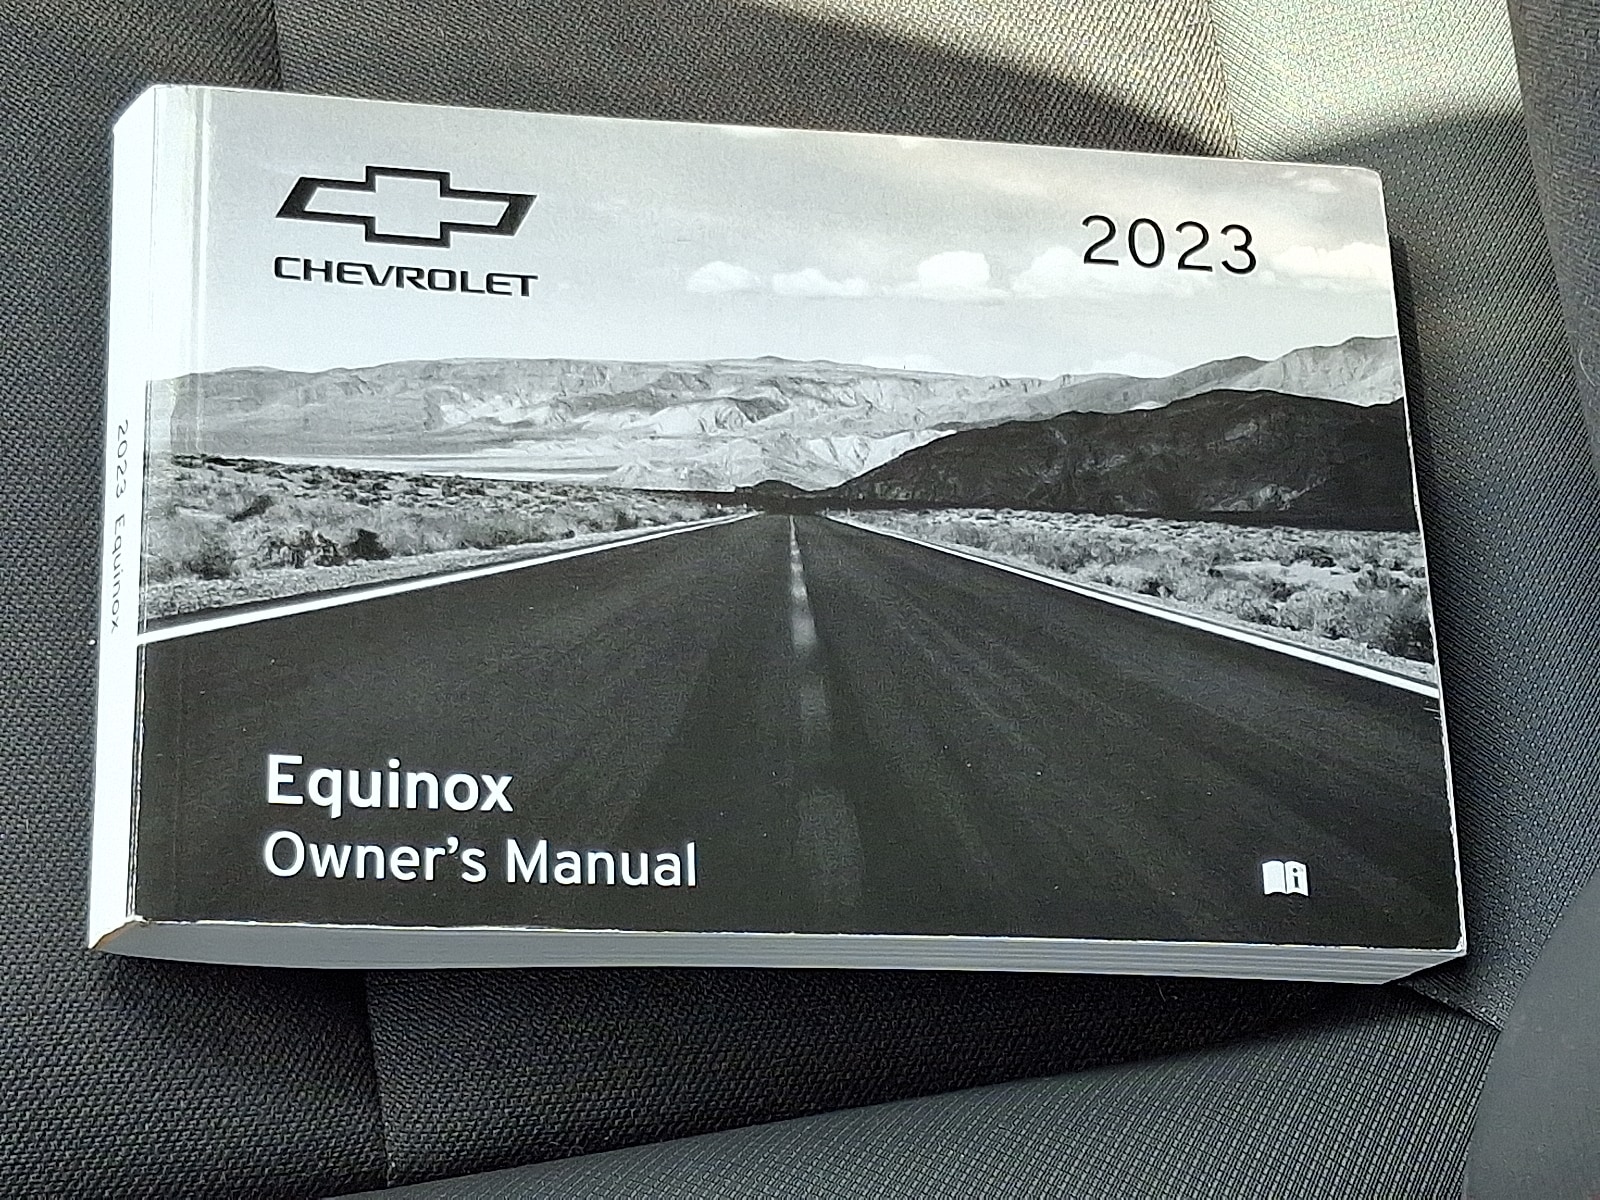 CHEVROLET
2023
Equinox
Owner's Manual
2023 Equinox